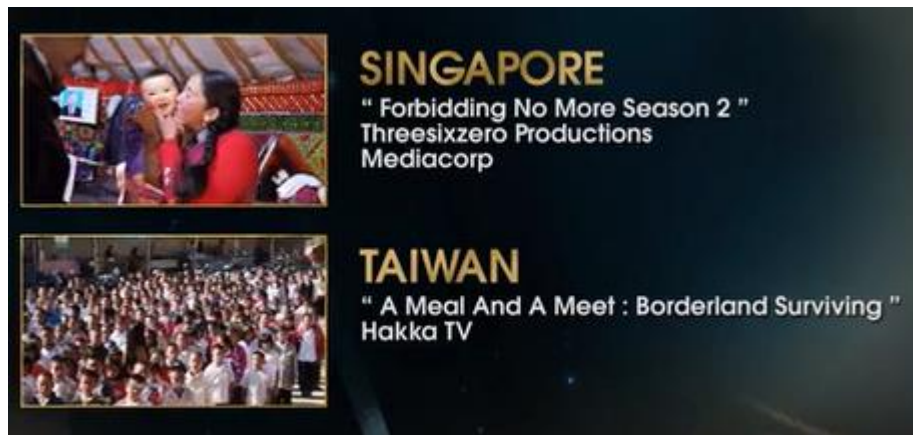 SINGAPORE
“ Forbidding No More Season 2 ”
Threesixzero Productions
Mediacorp
TAIWAN
“ A Meal And A Meet : Borderland Surviving ”
Hakka TV